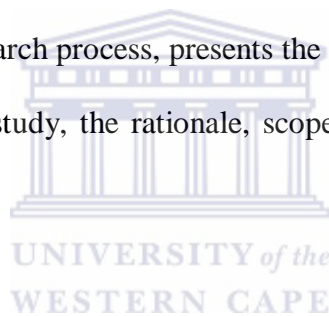 arch process, presents the
study, the rationale, scope
UNIVERSITY of the
WESTERN CAPE